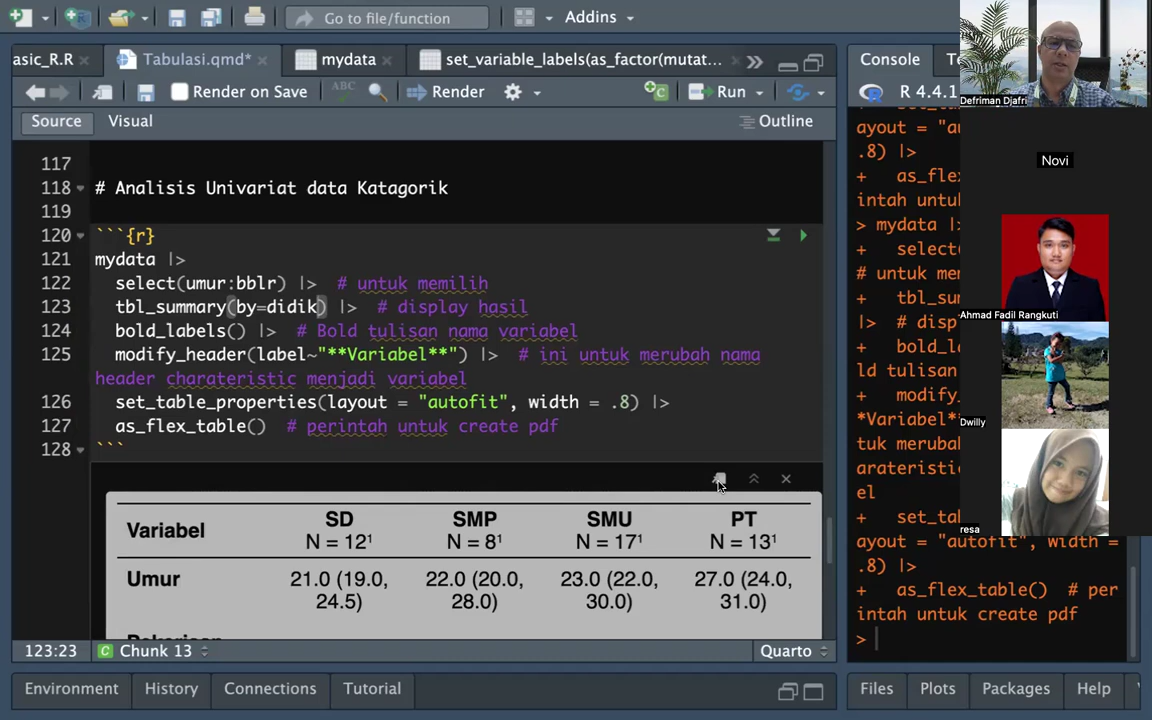 Go to file/function
Addins
asic_R.R
Tabulasi.qmd*
mydata
set_variable_labels(as_factor(mutat...
Render on Save
ABC
Render
Run
Source
Visual
Outline
117
118 # Analisis Univariat data Katagorik
119
120 ```{r}
121 mydata |>
122 select(umur:bblr) |> # untuk memilih
123 tbl_summary(by=didik) |> # display hasil
124 bold_labels() |> # Bold tulisan nama variabel
125 modify_header(label~"**Variabel**") |> # ini untuk merubah nama
header charateristic menjadi variabel
126 set_table_properties(layout = "autofit", width = .8) |>
127 as_flex_table() # perintah untuk create pdf
128 ```
Variabel
SD
N = 12¹
SMP
N = 8¹
SMU
N = 17¹
PT
N = 13¹
Umur
21.0 (19.0,
24.5)
22.0 (20.0,
28.0)
23.0 (22.0,
30.0)
27.0 (24.0,
31.0)
123:23
Chunk 13
Quarto
Environment
History
Connections
Tutorial
Console
R 4.4.1
ayout = "au
.8) |>
+ as_fle
intah untu
> mydata |>
+ selec
# untuk me
+ tbl_su
|> # disp
+ bold_
ld tulisan
+ modify_
*Variabel*
tuk merub
arateristi
el
+ set_ta
ayout = "autofit", width =
.8) |>
+ as_flex_table() # per
intah untuk create pdf
>
Files
Plots
Packages
Help
Defriman Djafri
Novi
Ahmad Fadil Rangkuti
Dwilly
resa